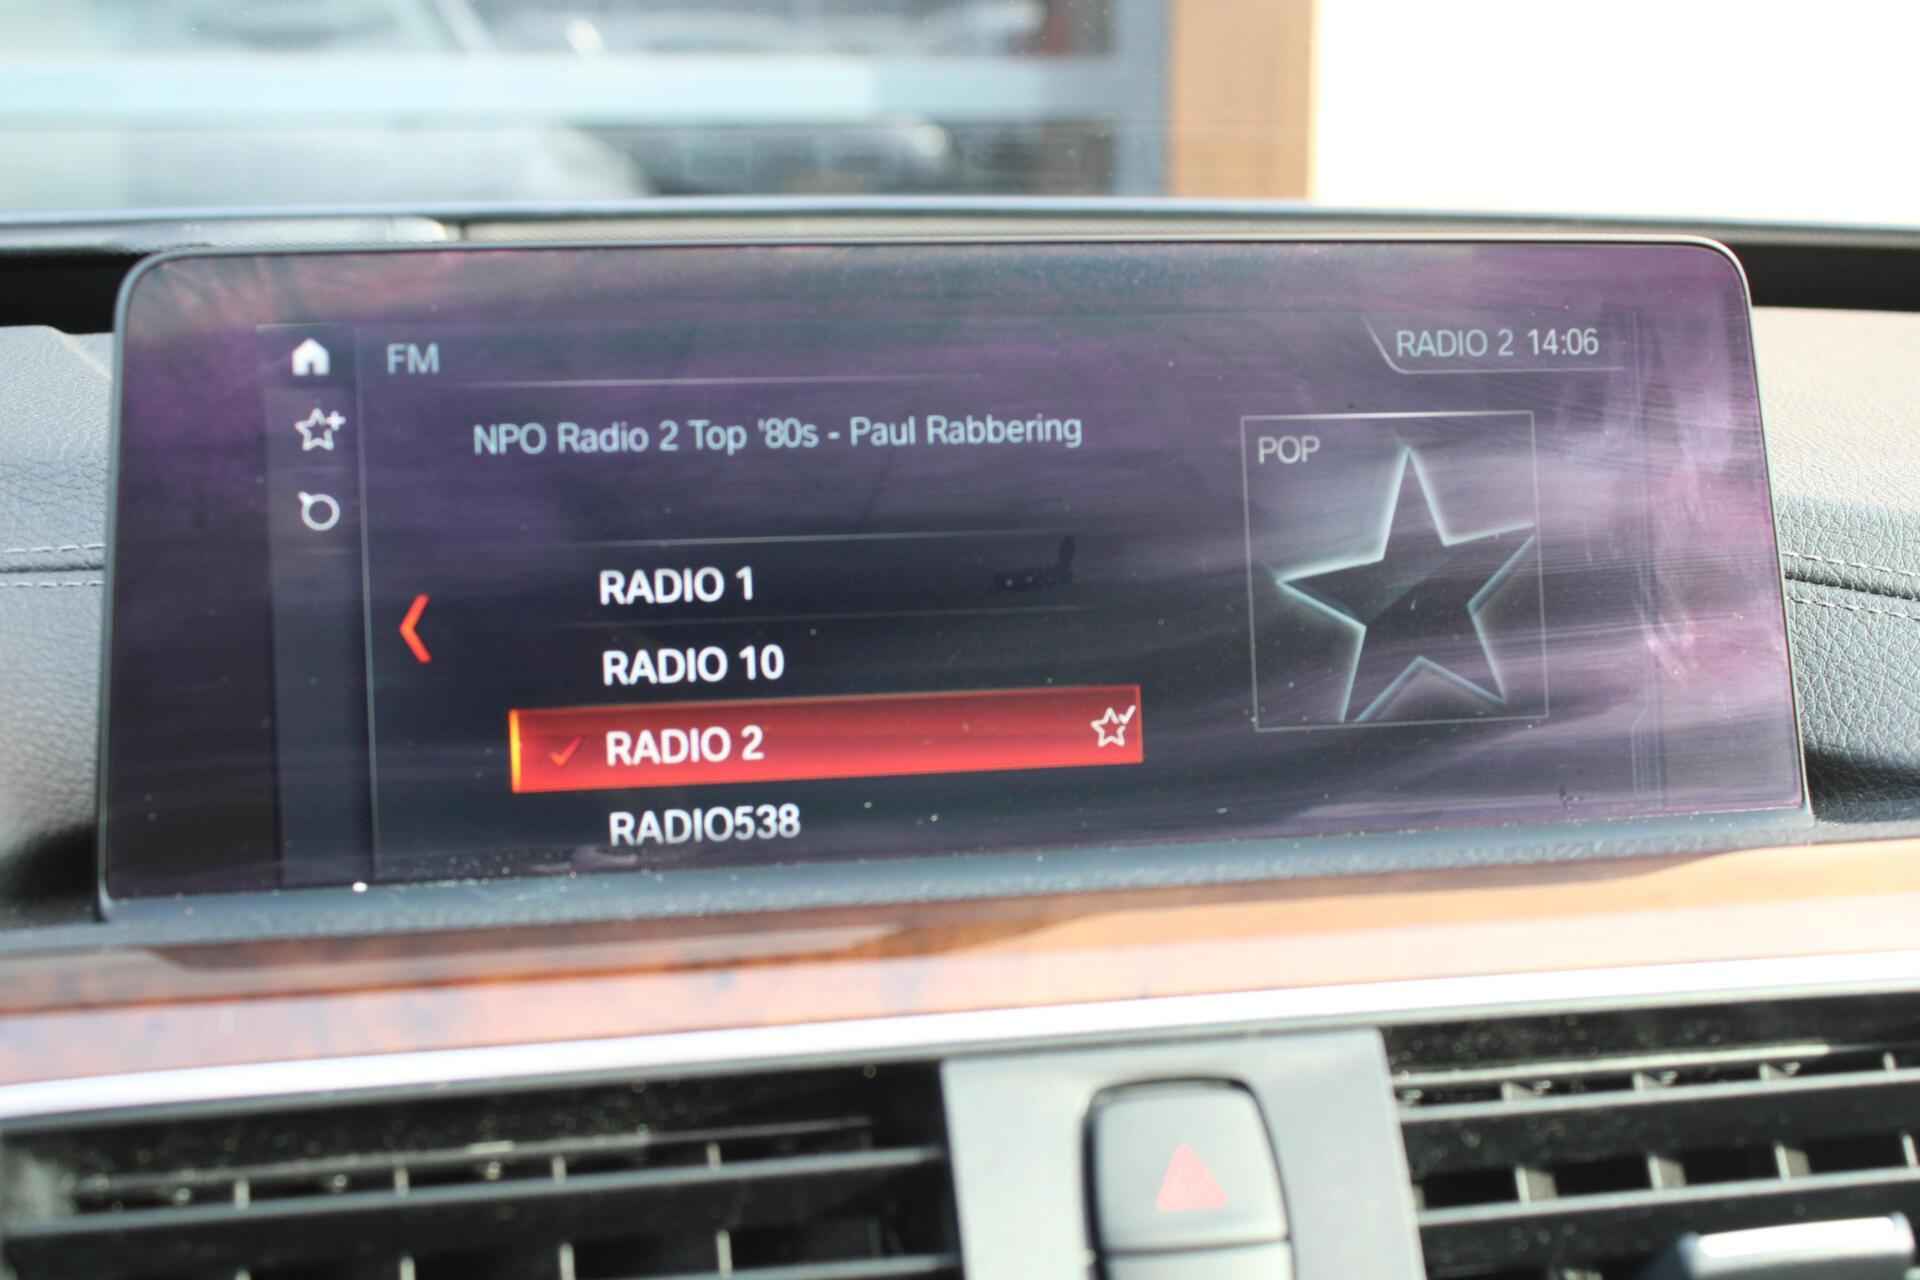 FM
RADIO 2 14:06
NPO Radio 2 Top '80s - Paul Rabbering
POP
RADIO 1
RADIO 10
RADIO 2
RADIO538